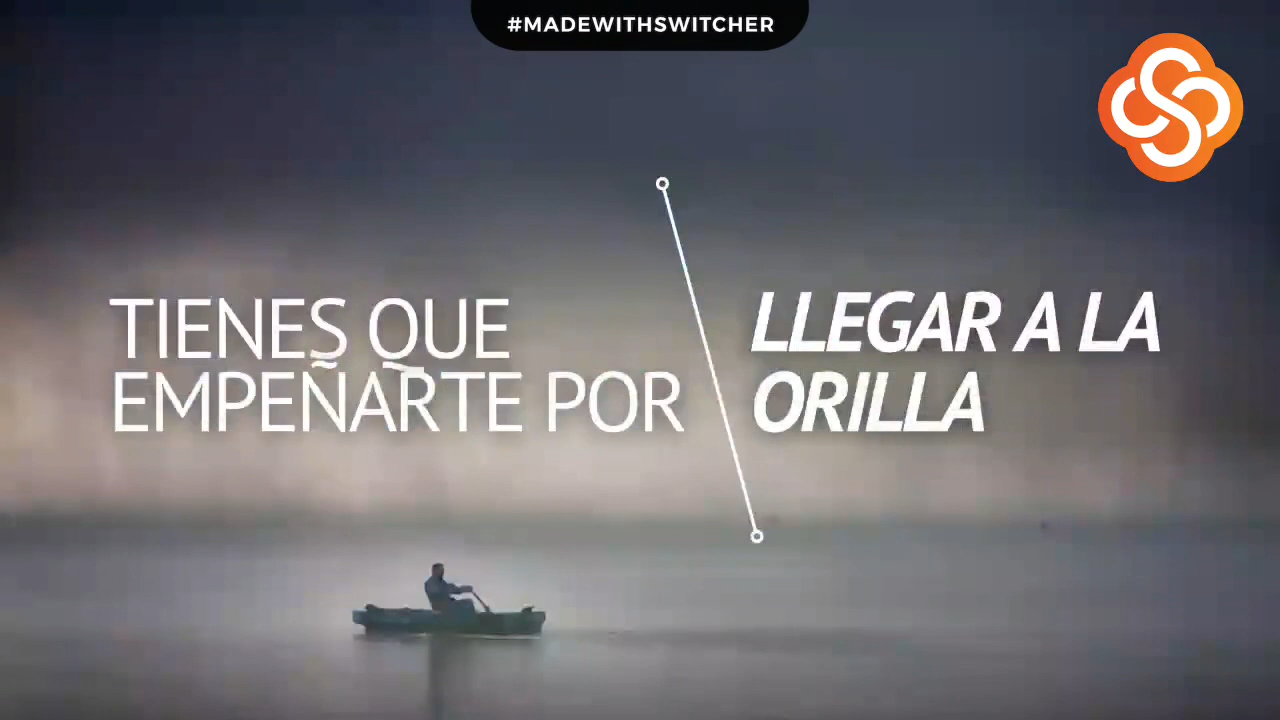 #MADEWITHSWITCHER
TIENES QUE
EMPEÑARTE POR
LLEGAR A LA
ORILLA